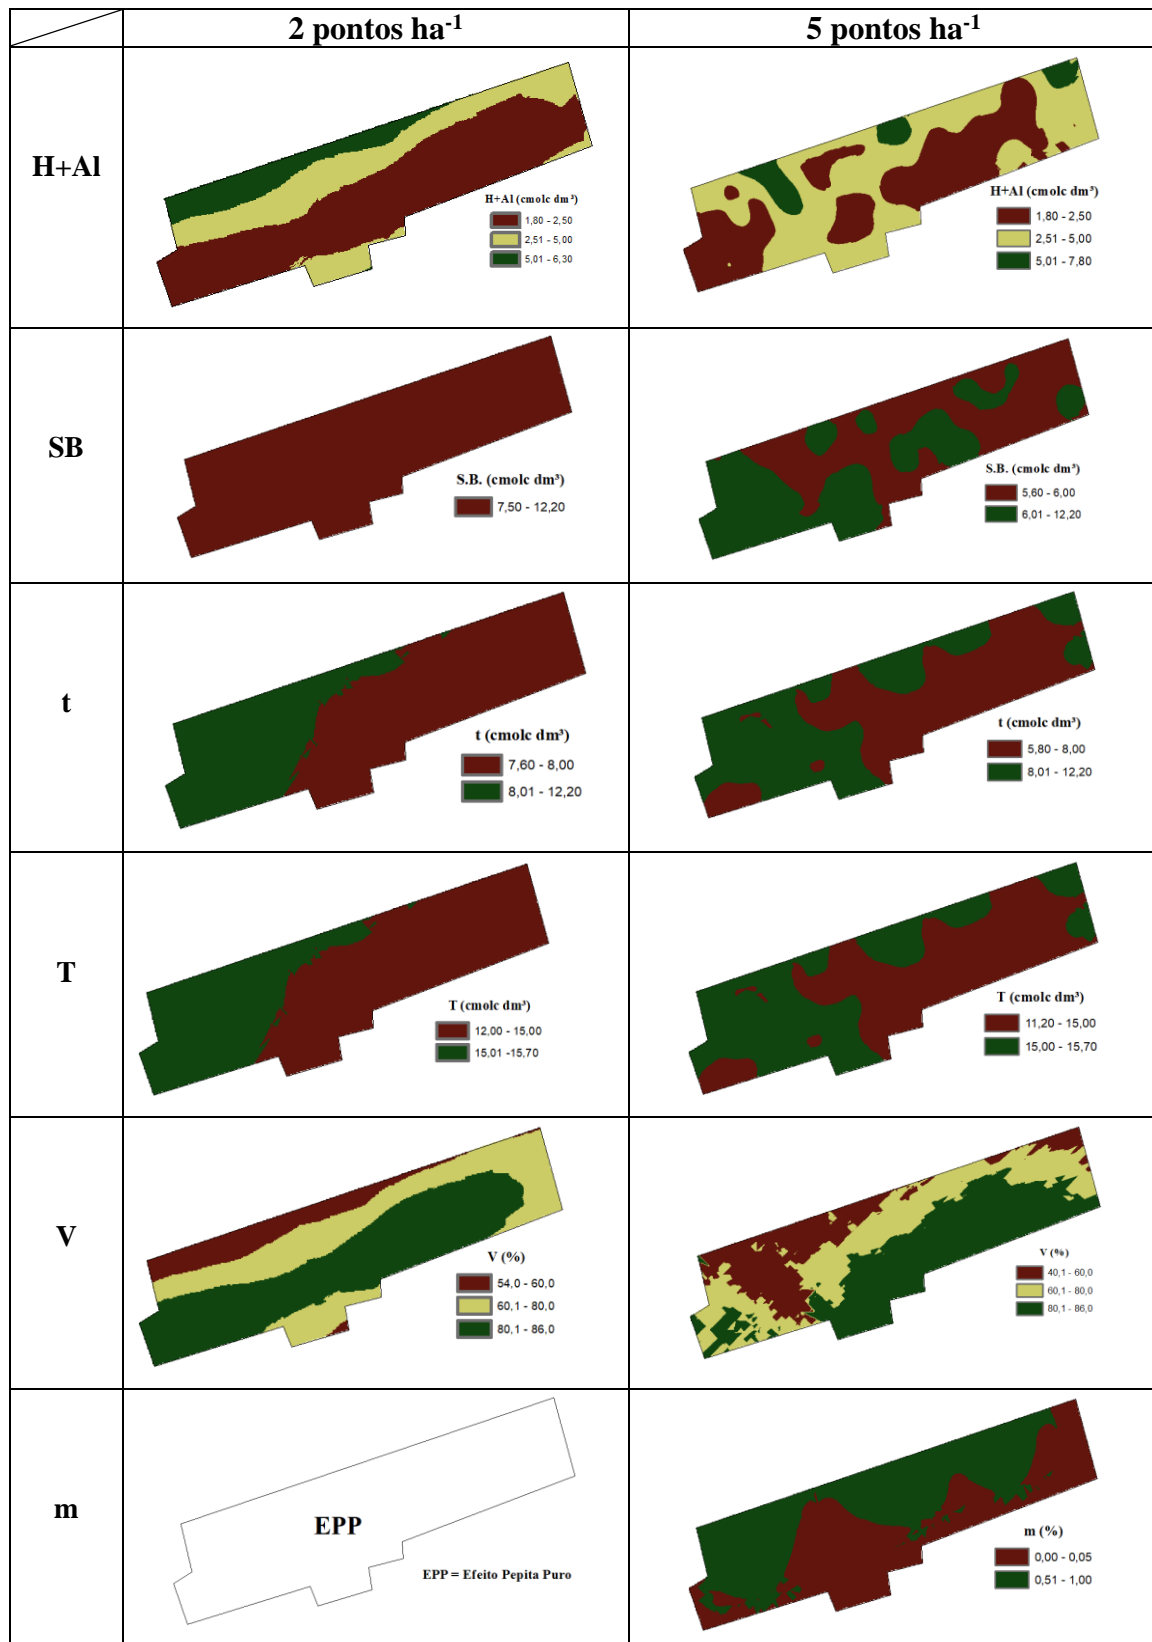 2 pontos ha-1
5 pontos ha-1
H+Al
H+Al (cmolc dm³)
1,80 - 2,50
2,51 - 5,00
5,01 - 6,30
H+Al (cmolc dm³)
1,80 - 2,50
2,51 - 5,00
5,01 - 7,80
SB
S.B. (cmolc dm³)
7,50 - 12,20
S.B. (cmolc dm³)
5,60 - 6,00
6,01 - 12,20
t
t (cmolc dm³)
7,60 - 8,00
8,01 - 12,20
t (cmolc dm³)
5,80 - 8,00
8,01 - 12,20
T
T (cmolc dm³)
12,00 - 15,00
15,01 -15,70
T (cmolc dm³)
11,20 - 15,00
15,00 - 15,70
V
V (%)
54,0 - 60,0
60,1 - 80,0
80,1 - 86,0
V (%)
40,1 - 60,0
60,1 - 80,0
80,1 - 86,0
m
EPP
EPP = Efeito Pepita Puro
m (%)
0,00 - 0,05
0,51 - 1,00